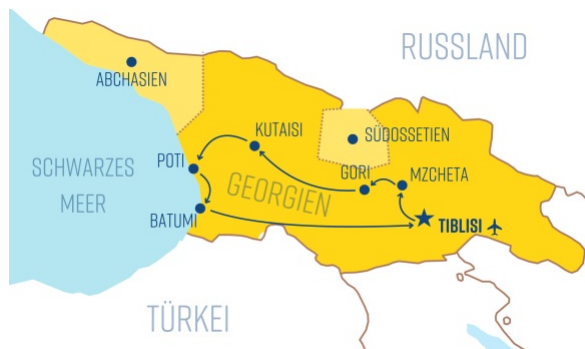 RUSSLAND
ABCHASIEN
KUTAISI
SÜDOSSETIEN
SCHWARZES
MEER
POTI
GORI
MZCHETA
GEORGIEN
BATUMI
TIBLISI
TÜRKEI